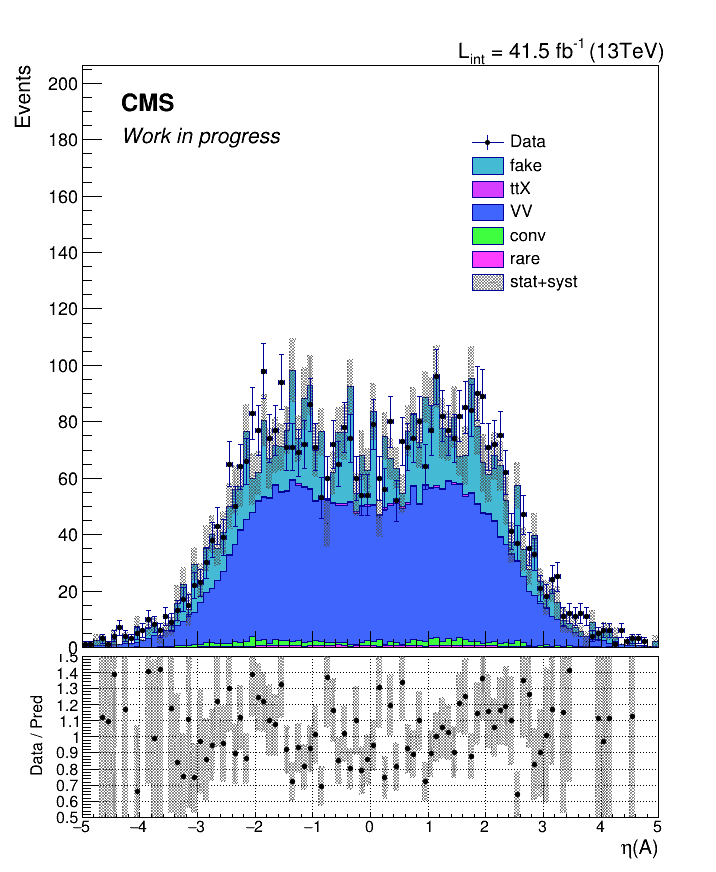 L_int = 41.5 fb^-1 (13TeV)
Events
CMS
Work in progress
Data
fake
ttX
VV
conv
rare
stat+syst
200
180
160
140
120
100
80
60
40
20
0
Data / Pred
1.5
1.4
1.3
1.2
1.1
1
0.9
0.8
0.7
0.6
0.5
−5 −4 −3 −2 −1 0 1 2 3 4 5
η(A)